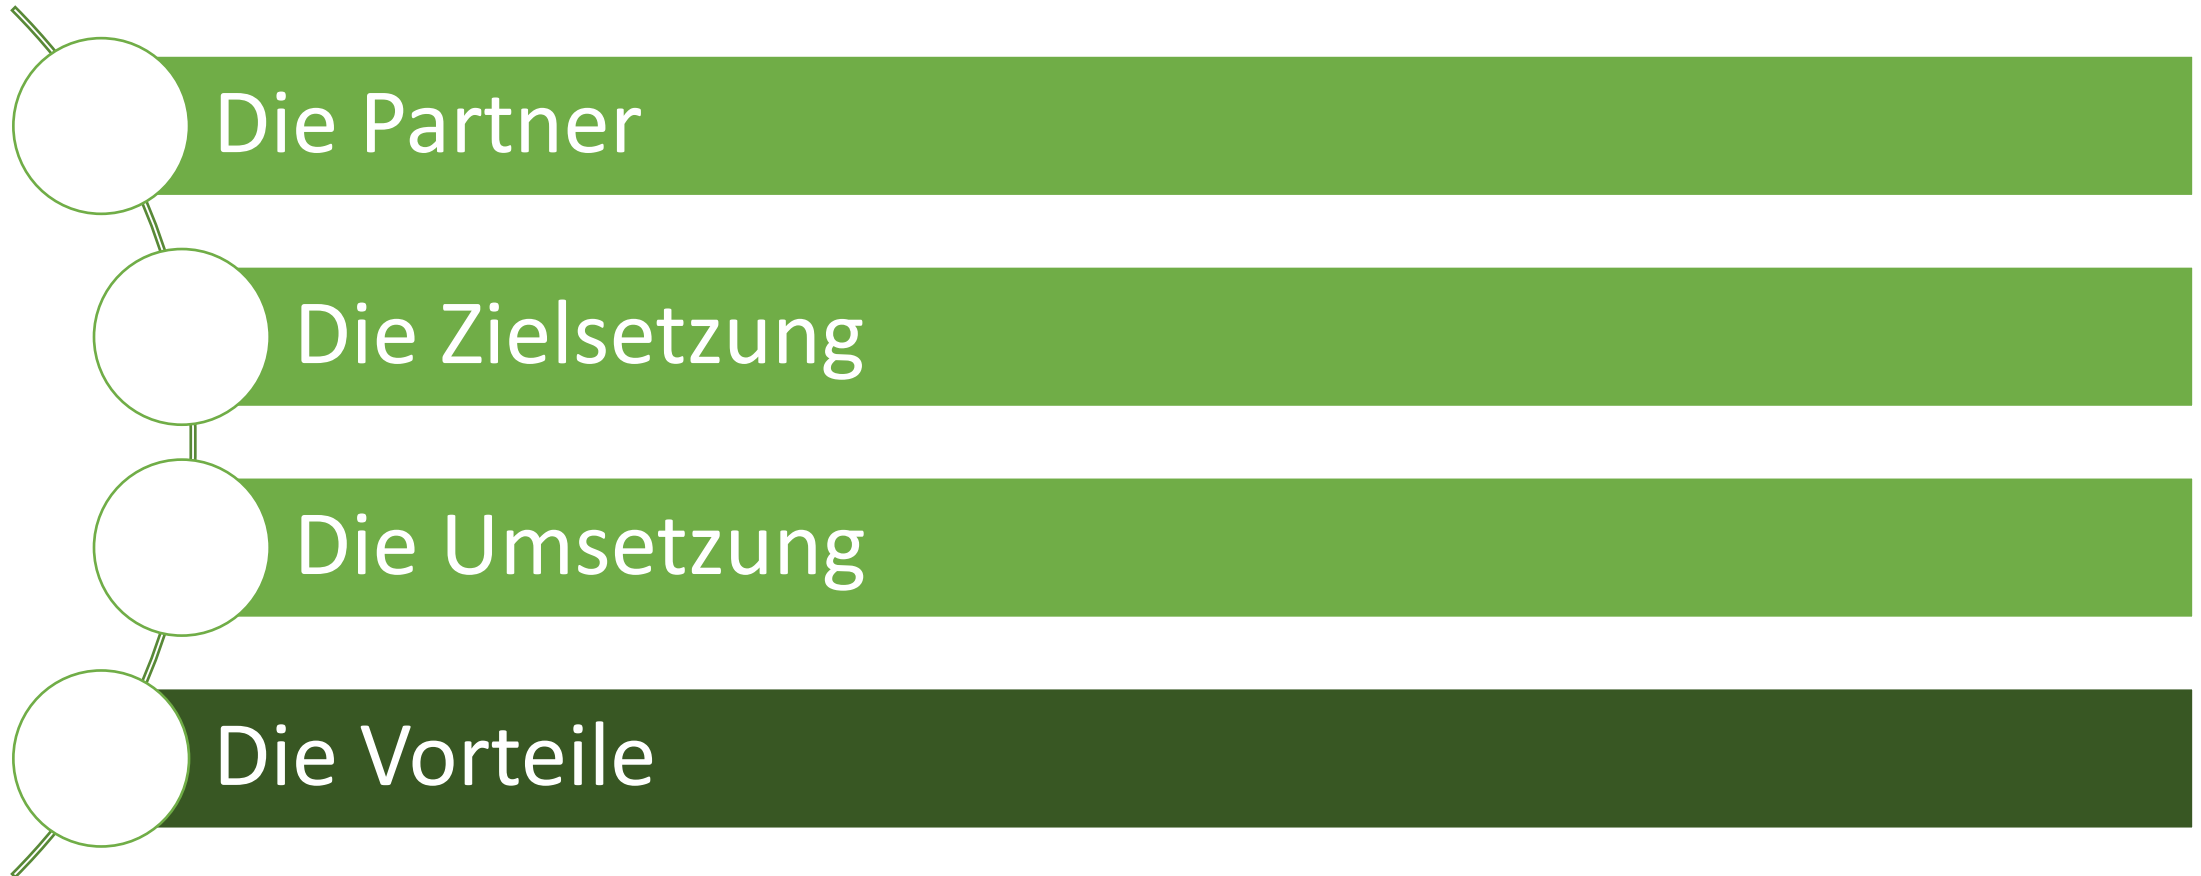 Die Partner
Die Zielsetzung
Die Umsetzung
Die Vorteile